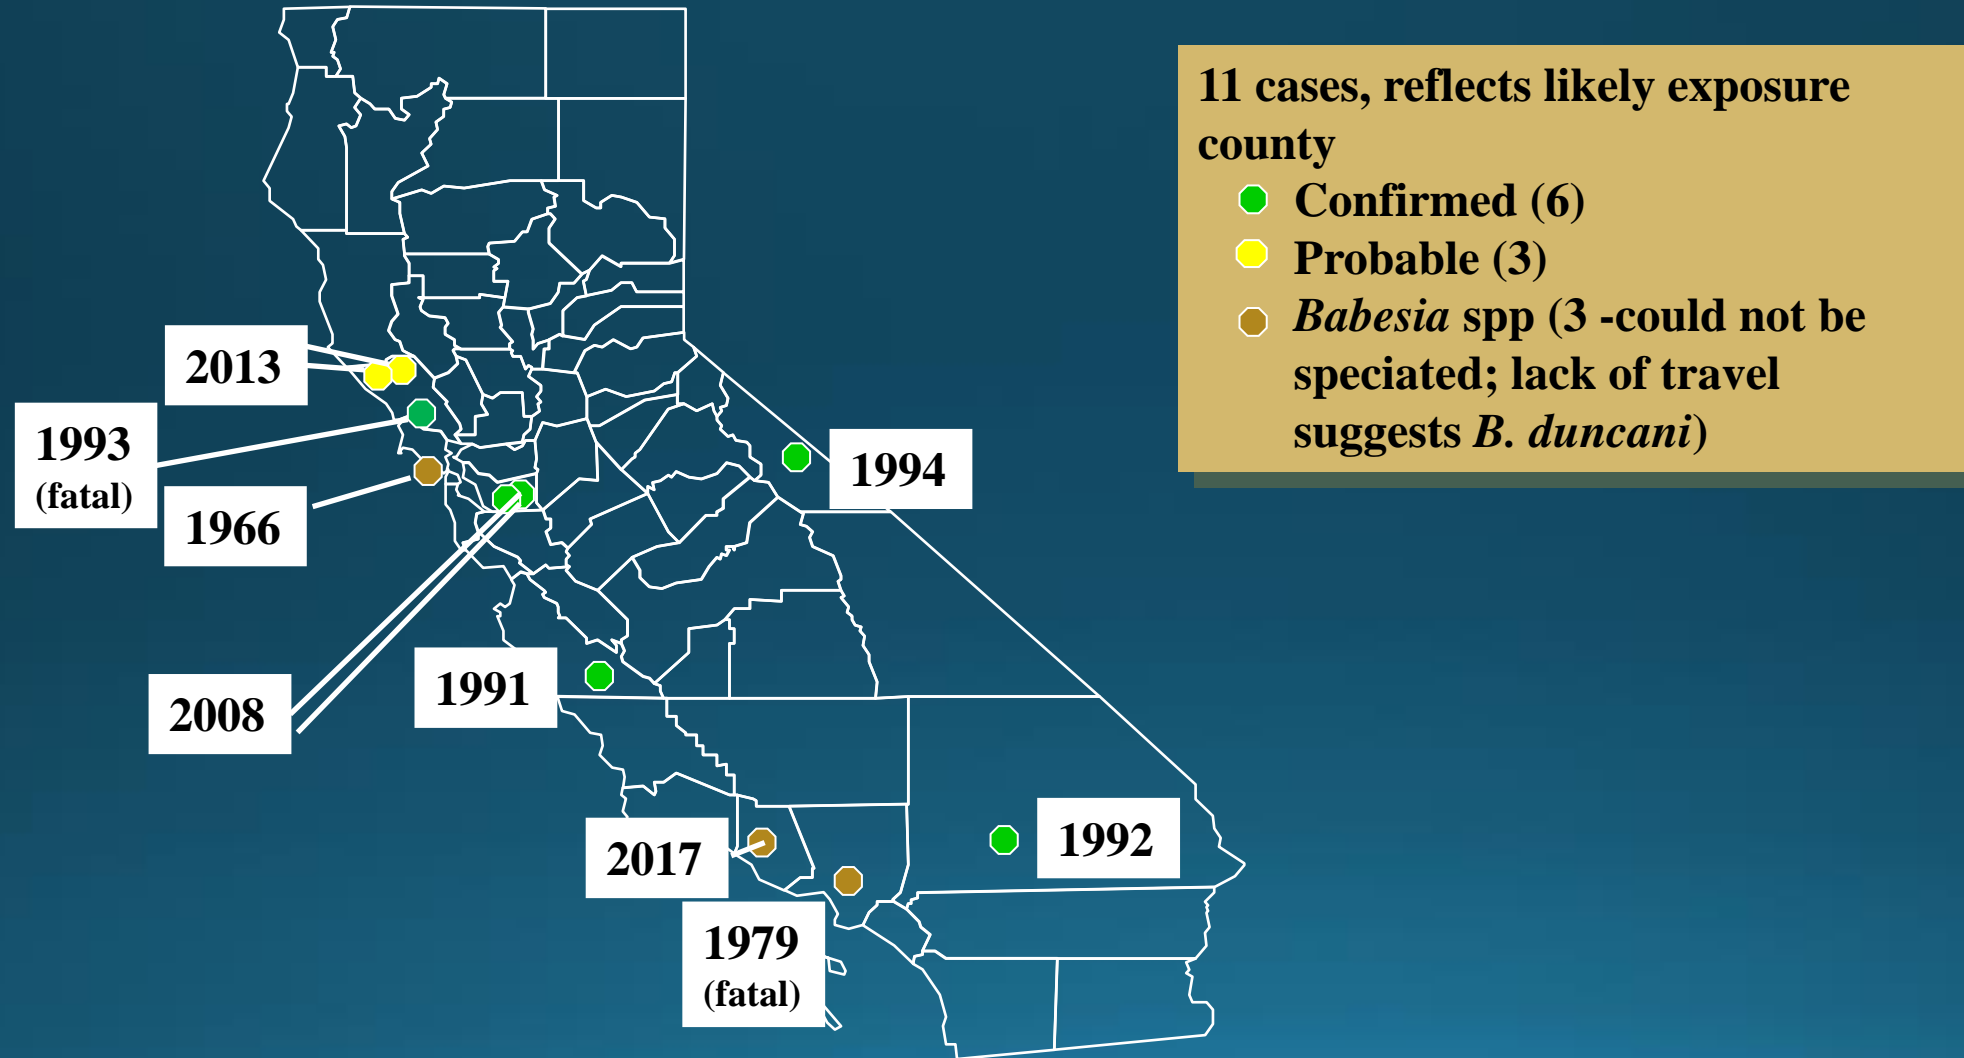 11 cases, reflects likely exposure
county
Confirmed (6)
Probable (3)
Babesia spp (3 -could not be
speciated; lack of travel
suggests B. duncani)
2013
1993
(fatal)
1966
1994
2008
1991
2017
1992
1979
(fatal)